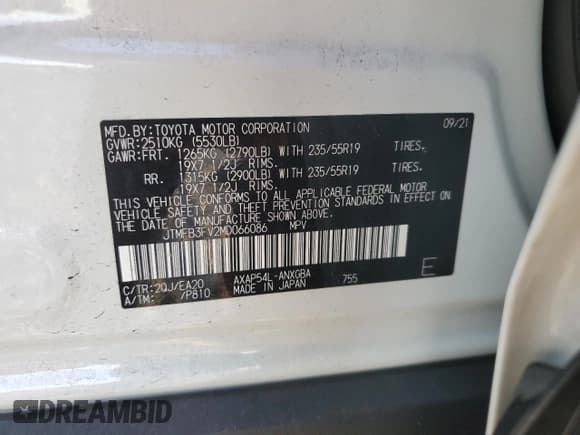 MFD.BY:TOYOTA MOTOR CORPORATION 09/21
GVWR:2510KG (5530LB)
GAWR:FRT. 1265KG (2790LB) WITH 235/55R19 TIRES.
19X7 1/2J RIMS.
RR. 1315KG (2900LB) WITH 235/55R19 TIRES.
19X7 1/2J RIMS.
THIS VEHICLE CONFORMS TO ALL APPLICABLE FEDERAL MOTOR
VEHICLE SAFETY AND THEFT PREVENTION STANDARDS IN EFFECT ON
THE DATE OF MANUFACTURE SHOWN ABOVE.
JTMFB3FV2MD066086 MPV
C/TR:20J/EA20 AXAP54L-ANXGBA 755
A/TM: /P810 MADE IN JAPAN E
DREAMBID